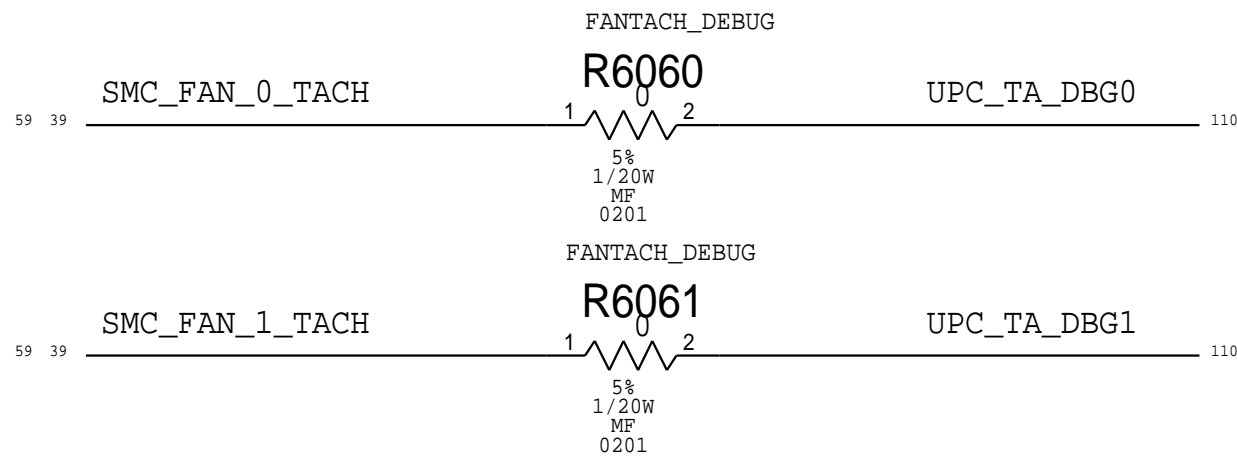 FANTACH_DEBUG
R6060
SMC_FAN_0_TACH
0
UPC_TA_DBG0
59 39
1
2
110
5%
1/20W
MF
0201
FANTACH_DEBUG
R6061
SMC_FAN_1_TACH
0
UPC_TA_DBG1
59 39
1
2
110
5%
1/20W
MF
0201